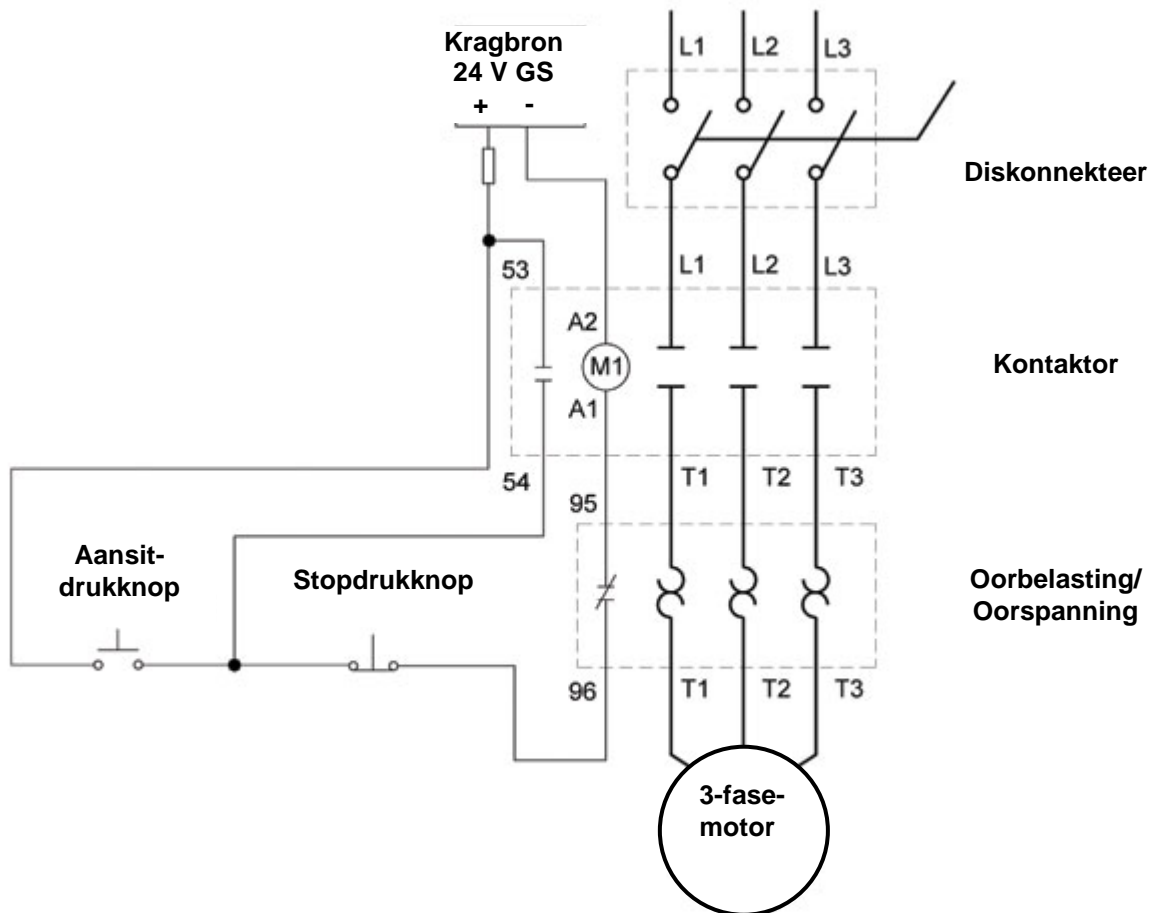 L1 L2 L3
Kragbron
24 V GS
+ -
Diskonnekteer
L1 L2 L3
53
A2
M1
A1
Kontaktor
54
T1 T2 T3
95
Aansit-
drukknop
Stopdrukknop
Oorbelasting/
Oorspanning
96
T1 T2 T3
3-fase-
motor